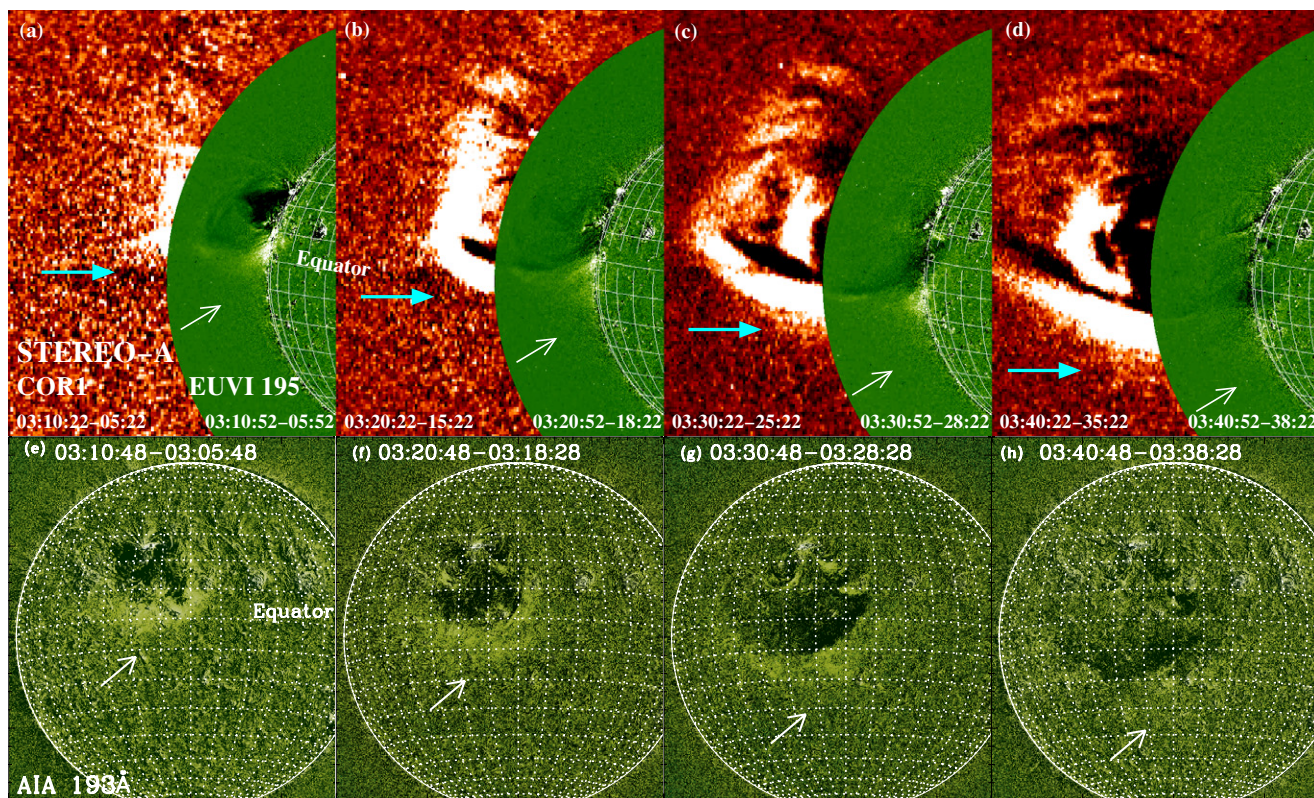 (a) (b) (c) (d)
Equator
STEREO–A
COR1 EUVI 195
03:10:22–05:22 03:10:52–05:52 03:20:22–15:22 03:20:52–18:22 03:30:22–25:22 03:30:52–28:22 03:40:22–35:22 03:40:52–38:22
(e) 03:10:48–03:05:48 (f) 03:20:48–03:18:28 (g) 03:30:48–03:28:28 (h) 03:40:48–03:38:28
Equator
AIA 193Å